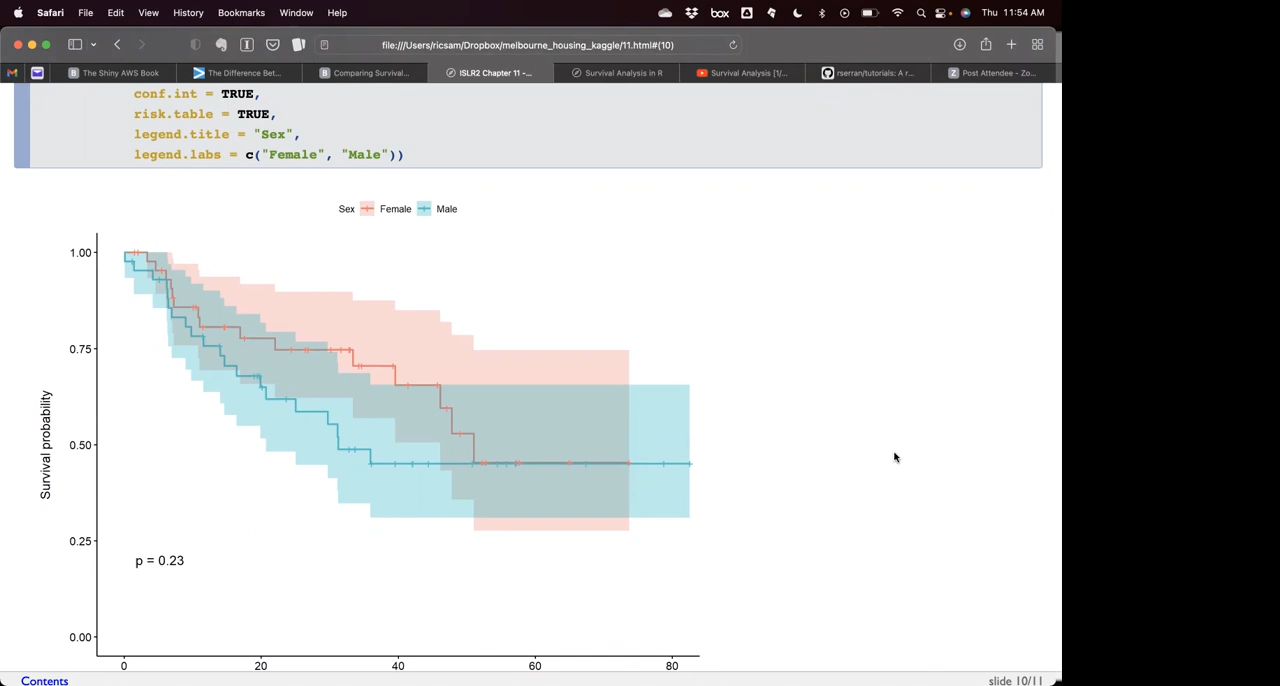 Safari File Edit View History Bookmarks Window Help box Thu 11:54 AM
file:///Users/ricsam/Dropbox/melbourne_housing_kaggle/11.html#(10)
The Shiny AWS Book The Difference Bet... Comparing Survival... ISLR2 Chapter 11 -... Survival Analysis in R Survival Analysis [1/... rserran/tutorials: A r... Post Attendee - Zo...
conf.int = TRUE,
risk.table = TRUE,
legend.title = "Sex",
legend.labs = c("Female", "Male"))
Sex Female Male
1.00
0.75
0.50
0.25
0.00
Survival probability
p = 0.23
0 20 40 60 80
Contents slide 10/11